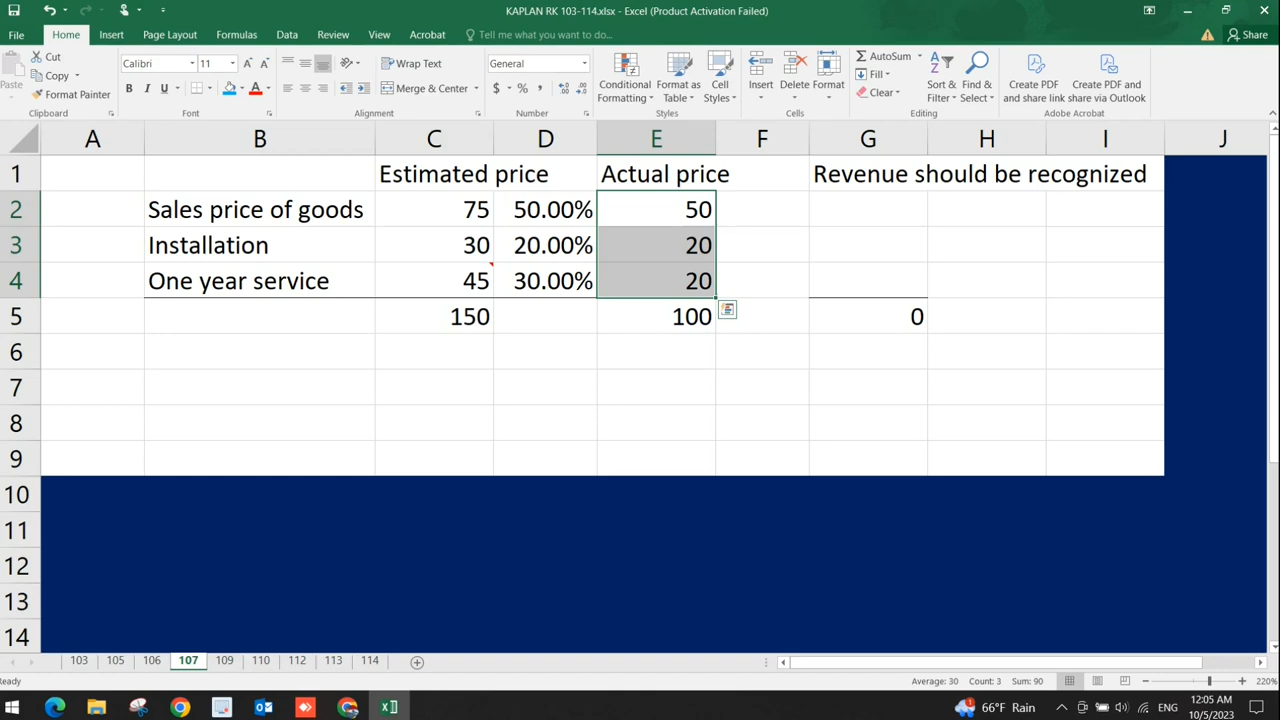 KAPLAN RK 103-114.xlsx - Excel (Product Activation Failed)
File Home Insert Page Layout Formulas Data Review View Acrobat Tell me what you want to do... Share
Paste
Cut
Copy
Format Painter
Clipboard
Calibri 11
B I U
Font
Wrap Text
Merge & Center
Alignment
General
$ % ,
Number
Conditional Formatting
Format as Table
Cell Styles
Styles
Insert Delete Format
Cells
AutoSum
Fill
Clear
Sort & Filter
Find & Select
Editing
Create PDF and share link
Create PDF and share via Outlook
Adobe Acrobat
A B C D E F G H I J
1 Estimated price Actual price Revenue should be recognized
2 Sales price of goods 75 50.00% 50
3 Installation 30 20.00% 20
4 One year service 45 30.00% 20
5 150 100 0
6
7
8
9
10
11
12
13
14
103 105 106 107 109 110 112 113 114
Ready Average: 30 Count: 3 Sum: 90 220%
66°F Rain ENG 12:05 AM
10/5/2023